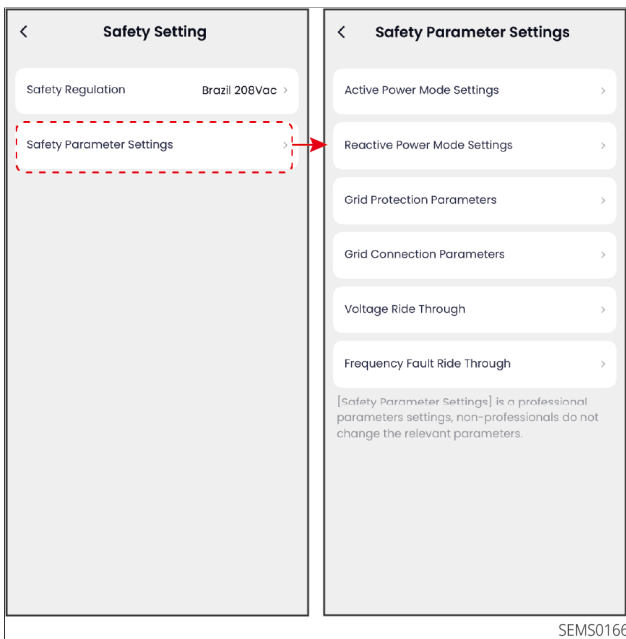 Safety Setting
Safety Regulation Brazil 208Vac
Safety Parameter Settings
Safety Parameter Settings
Active Power Mode Settings
Reactive Power Mode Settings
Grid Protection Parameters
Grid Connection Parameters
Voltage Ride Through
Frequency Fault Ride Through
[Safety Parameter Settings] is a professional
parameters settings, non-professionals do not
change the relevant parameters.
SEMS0166